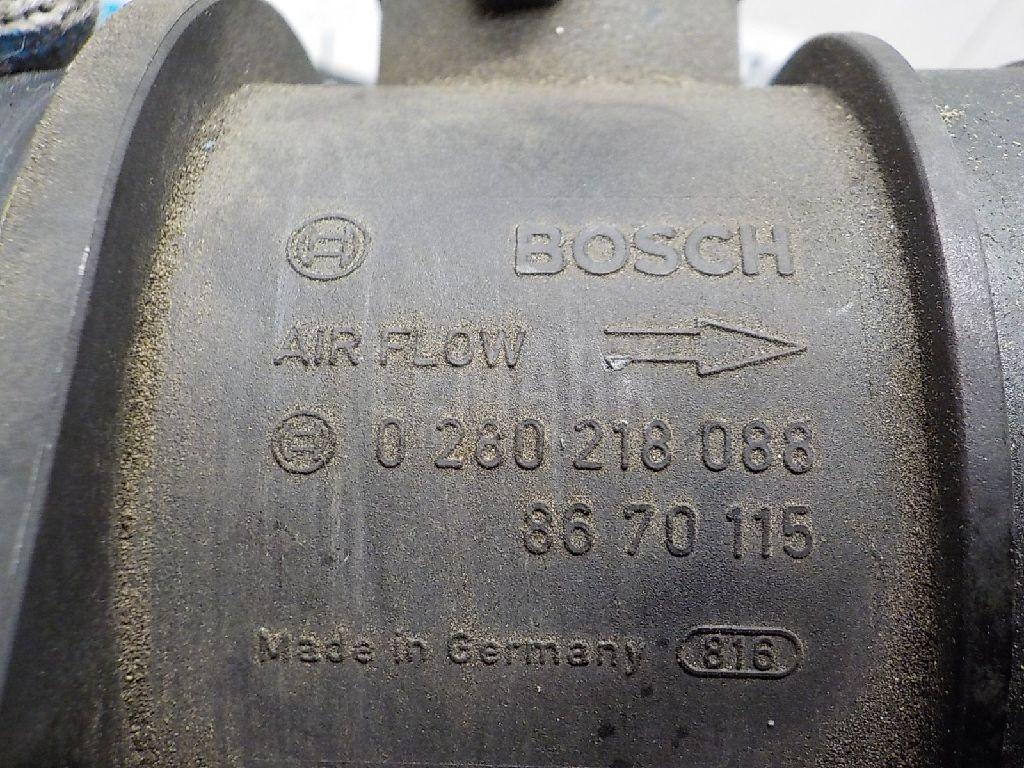 BOSCH
AIR FLOW
0 280 218 088
86 70 115
Made in Germany 816